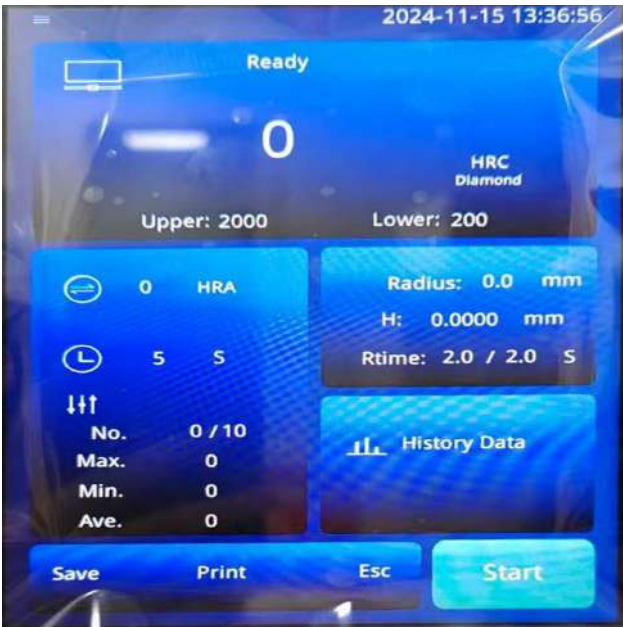 2024-11-15 13:36:56
Ready
0
HRC
Diamond
Upper: 2000 Lower: 200
0 HRA
5 S
No. 0/10
Max. 0
Min. 0
Ave. 0
Radius: 0.0 mm
H: 0.0000 mm
Rtime: 2.0 / 2.0 S
History Data
Save Print Esc Start